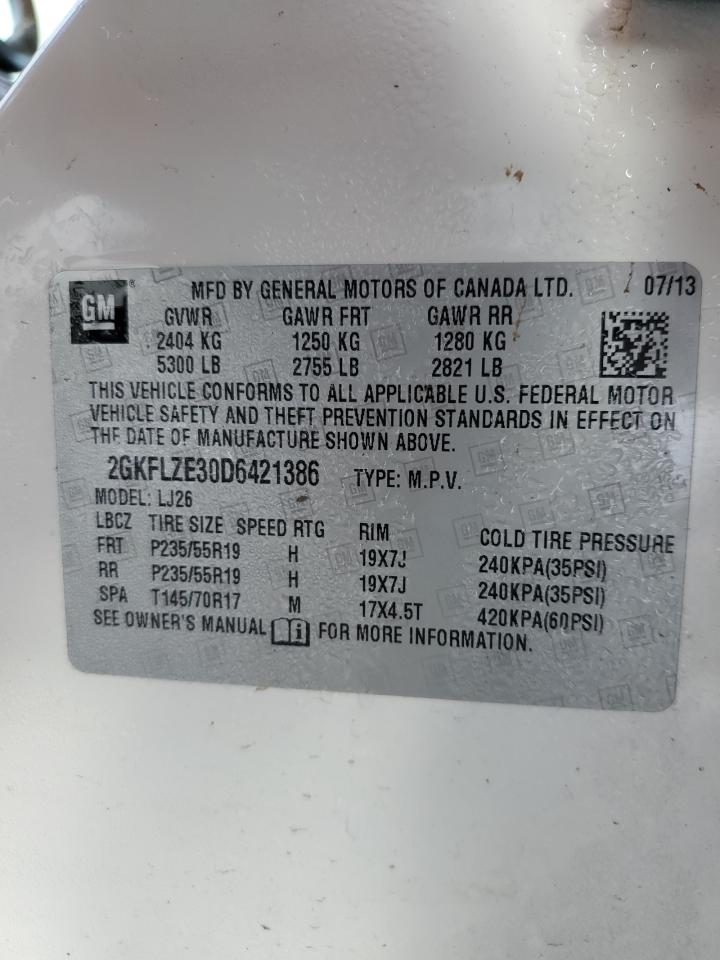 GM
MFD BY GENERAL MOTORS OF CANADA LTD. 07/13
GVWR GAWR FRT GAWR RR
2404 KG 1250 KG 1280 KG
5300 LB 2755 LB 2821 LB
THIS VEHICLE CONFORMS TO ALL APPLICABLE U.S. FEDERAL MOTOR
VEHICLE SAFETY AND THEFT PREVENTION STANDARDS IN EFFECT ON
THE DATE OF MANUFACTURE SHOWN ABOVE.
2GKFLZE30D6421386 TYPE: M.P.V.
MODEL: LJ26
LBCZ TIRE SIZE SPEED RTG RIM COLD TIRE PRESSURE
FRT P235/55R19 H 19X7J 240KPA(35PSI)
RR P235/55R19 H 19X7J 240KPA(35PSI)
SPA T145/70R17 M 17X4.5T 420KPA(60PSI)
SEE OWNER'S MANUAL i FOR MORE INFORMATION.